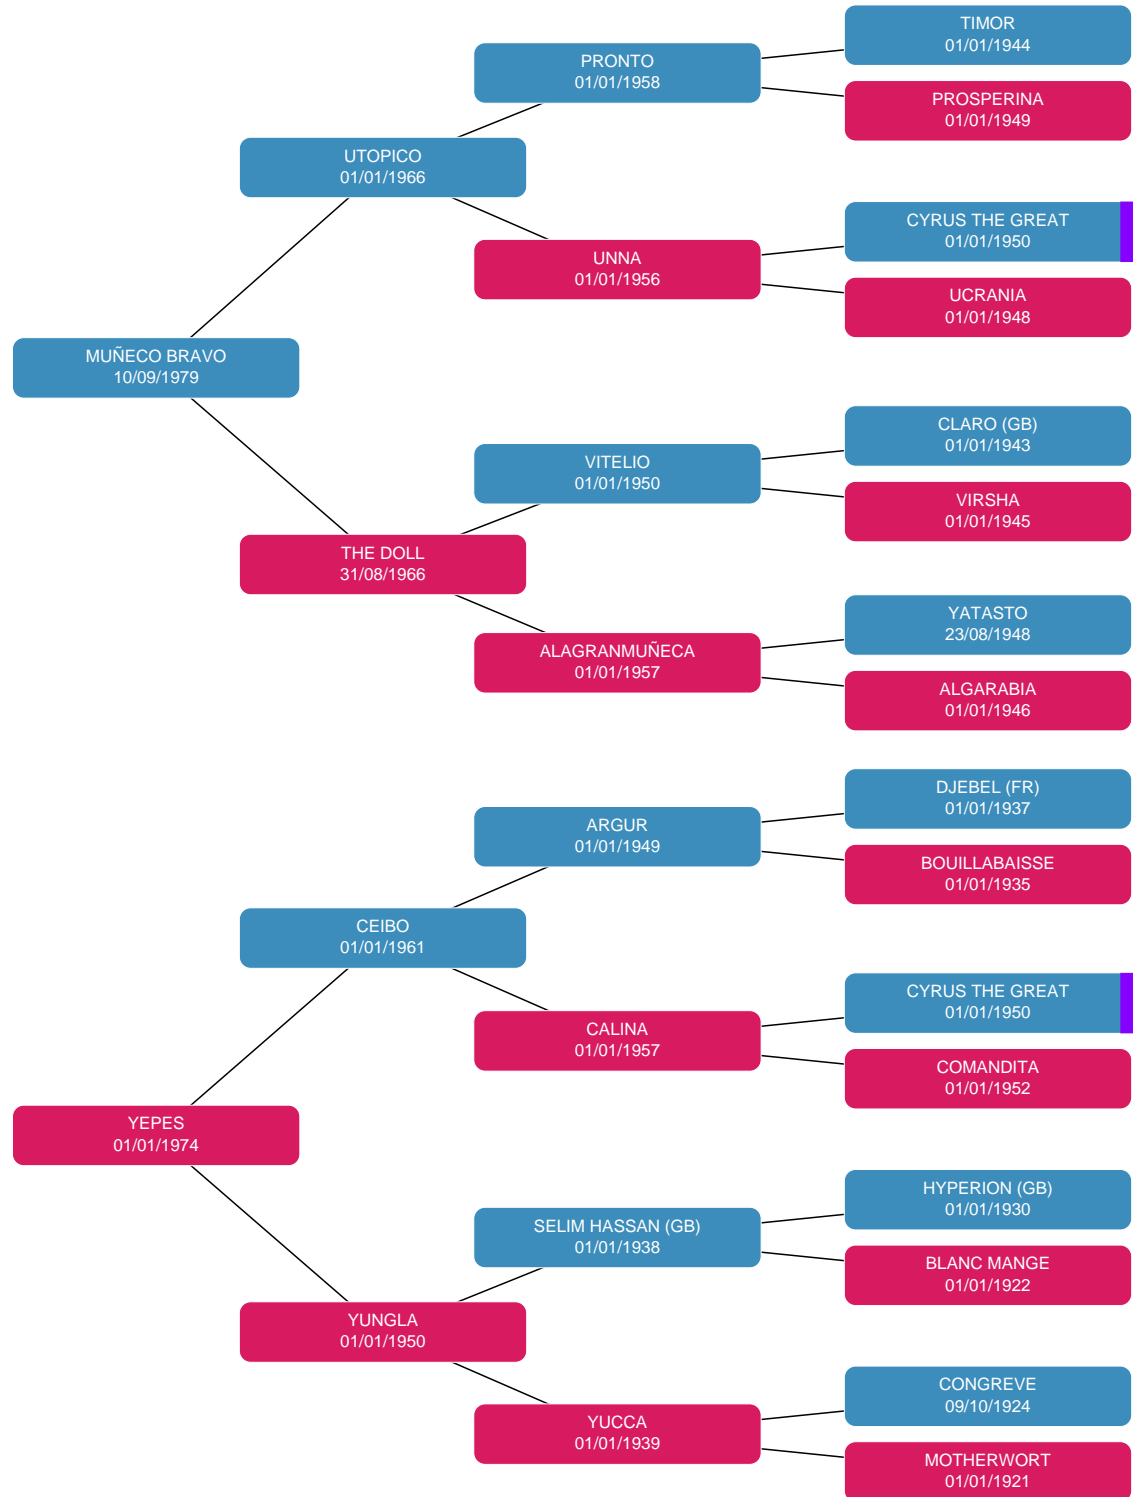 TIMOR
01/01/1944
PRONTO
01/01/1958
PROSPERINA
01/01/1949
UTOPICO
01/01/1966
CYRUS THE GREAT
01/01/1950
UNNA
01/01/1956
UCRANIA
01/01/1948
MUÑECO BRAVO
10/09/1979
CLARO (GB)
01/01/1943
VITELIO
01/01/1950
VIRSHA
01/01/1945
THE DOLL
31/08/1966
YATASTO
23/08/1948
ALAGRANMUÑECA
01/01/1957
ALGARABIA
01/01/1946
DJEBEL (FR)
01/01/1937
ARGUR
01/01/1949
BOUILLABAISSE
01/01/1935
CEIBO
01/01/1961
CYRUS THE GREAT
01/01/1950
CALINA
01/01/1957
COMANDITA
01/01/1952
YEPES
01/01/1974
HYPERION (GB)
01/01/1930
SELIM HASSAN (GB)
01/01/1938
BLANC MANGE
01/01/1922
YUNGLA
01/01/1950
CONGREVE
09/10/1924
YUCCA
01/01/1939
MOTHERWORT
01/01/1921